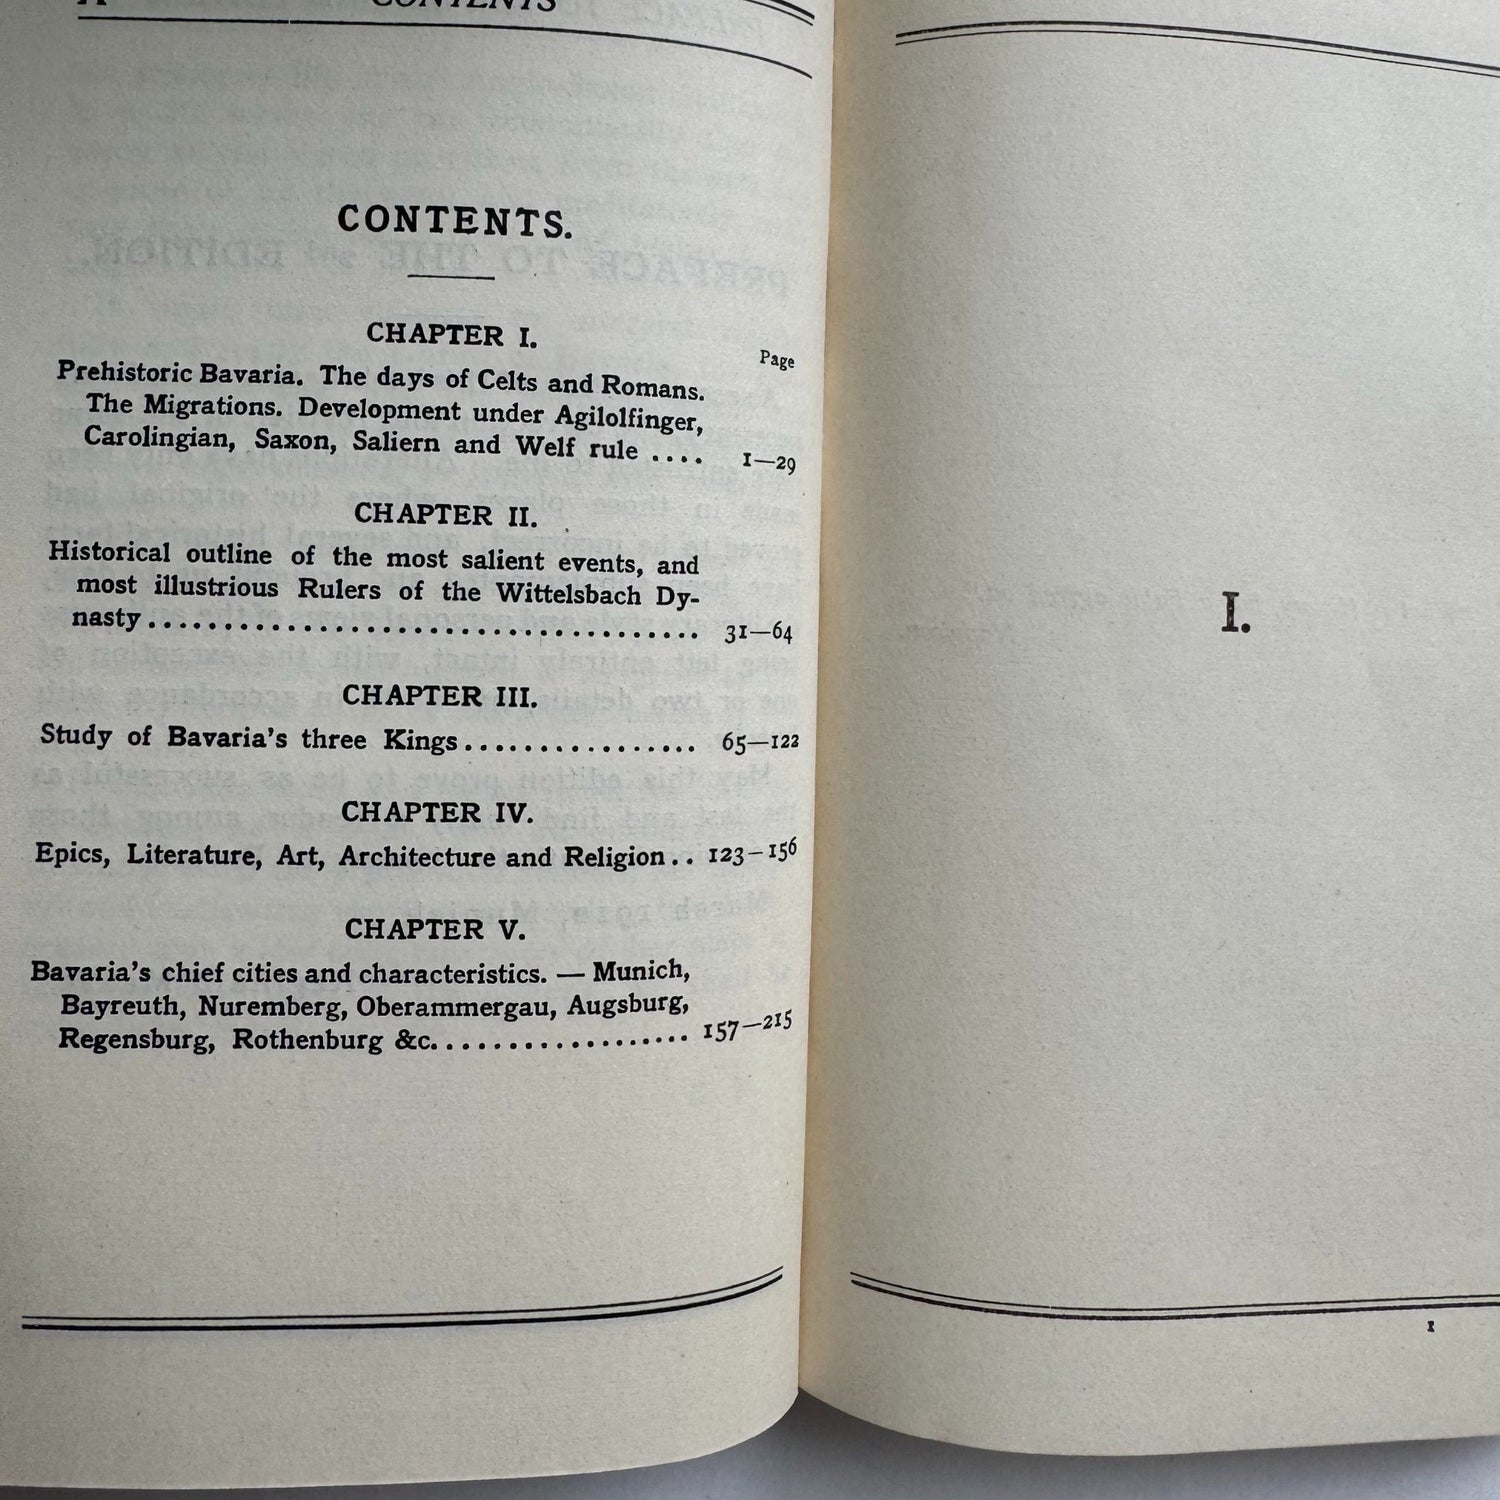 CONTENTS
CONTENTS.
CHAPTER I.
Page
Prehistoric Bavaria. The days of Celts and Romans.
The Migrations. Development under Agilolfinger,
Carolingian, Saxon, Saliern and Welf rule .... 1—29
CHAPTER II.
Historical outline of the most salient events, and
most illustrious Rulers of the Wittelsbach Dy-
nasty..................................... 31—64
CHAPTER III.
Study of Bavaria's three Kings................ 65—122
CHAPTER IV.
Epics, Literature, Art, Architecture and Religion.. 123—156
CHAPTER V.
Bavaria's chief cities and characteristics. — Munich,
Bayreuth, Nuremberg, Oberammergau, Augsburg,
Regensburg, Rothenburg &c.................. 157—215
I.
1